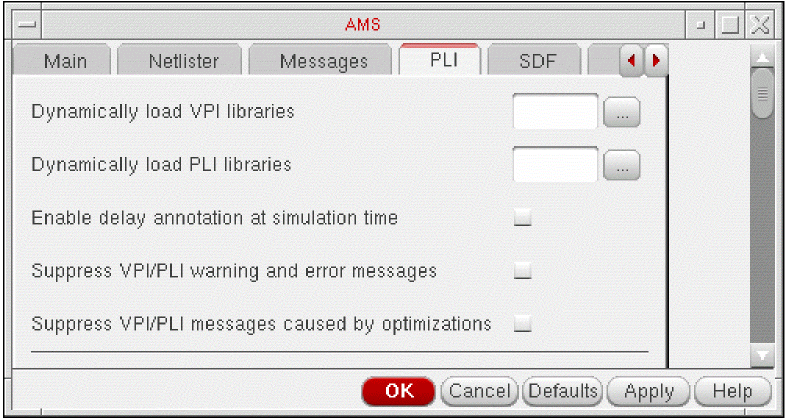 AMS
Main Netlister Messages PLI SDF
Dynamically load VPI libraries ...
Dynamically load PLI libraries ...
Enable delay annotation at simulation time
Suppress VPI/PLI warning and error messages
Suppress VPI/PLI messages caused by optimizations
OK Cancel Defaults Apply Help